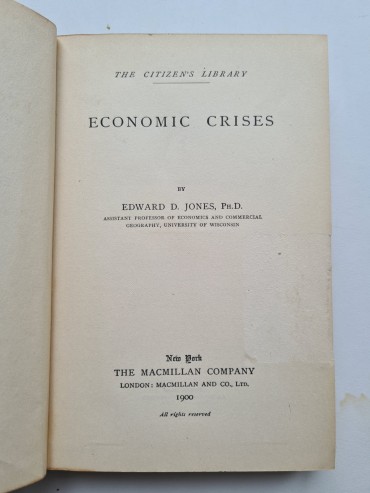 THE CITIZEN'S LIBRARY
ECONOMIC CRISES
BY
EDWARD D. JONES, PH.D.
ASSISTANT PROFESSOR OF ECONOMICS AND COMMERCIAL
GEOGRAPHY, UNIVERSITY OF WISCONSIN
New York
THE MACMILLAN COMPANY
LONDON: MACMILLAN AND CO., LTD.
1900
All rights reserved